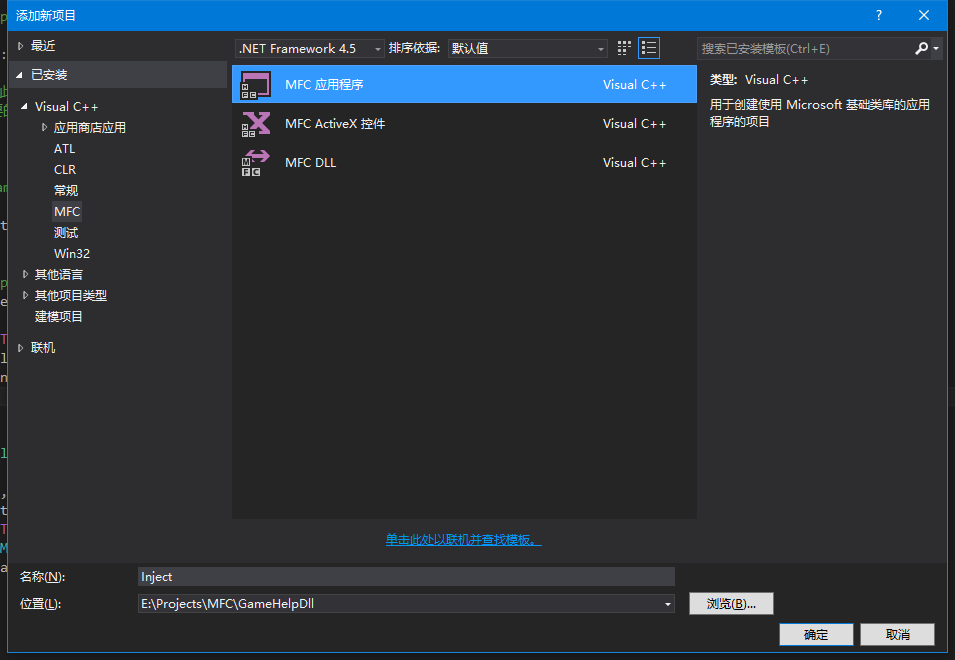 添加新项目
?
最近
.NET Framework 4.5
排序依据:
默认值
搜索已安装模板(Ctrl+E)
已安装
Visual C++
应用商店应用
ATL
CLR
常规
MFC
测试
Win32
其他语言
其他项目类型
建模项目
联机
MFC 应用程序 Visual C++
MFC ActiveX 控件 Visual C++
MFC DLL Visual C++
类型: Visual C++
用于创建使用 Microsoft 基础类库的应用
程序的项目
单击此处以联机并查找模板。
名称(N):
Inject
位置(L):
E:\Projects\MFC\GameHelpDll
浏览(B)...
确定
取消